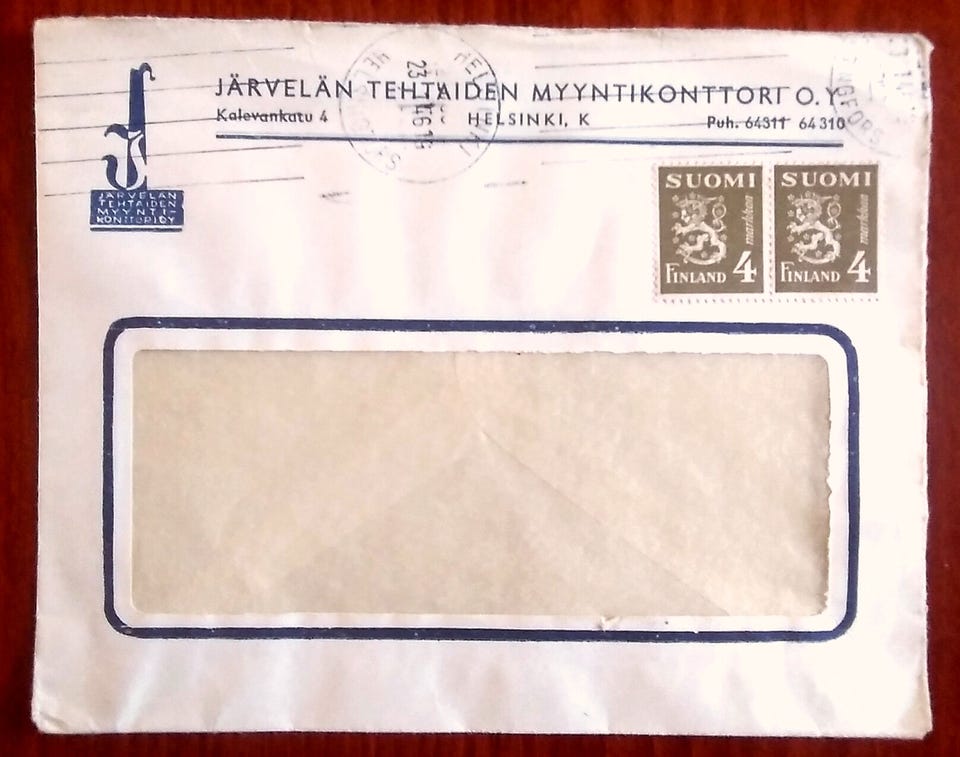 JÄRVELÄN TEHTAIDEN MYYNTIKONTTORI O.Y.
Kalevankatu 4 HELSINKI, K Puh. 64311 64310
JÄRVELÄN
TEHTAIDEN
MYYNTI-
KONTTORI OY
HELSINKI
23
46
SUOMI
markkaa
FINLAND 4
SUOMI
markkaa
FINLAND 4